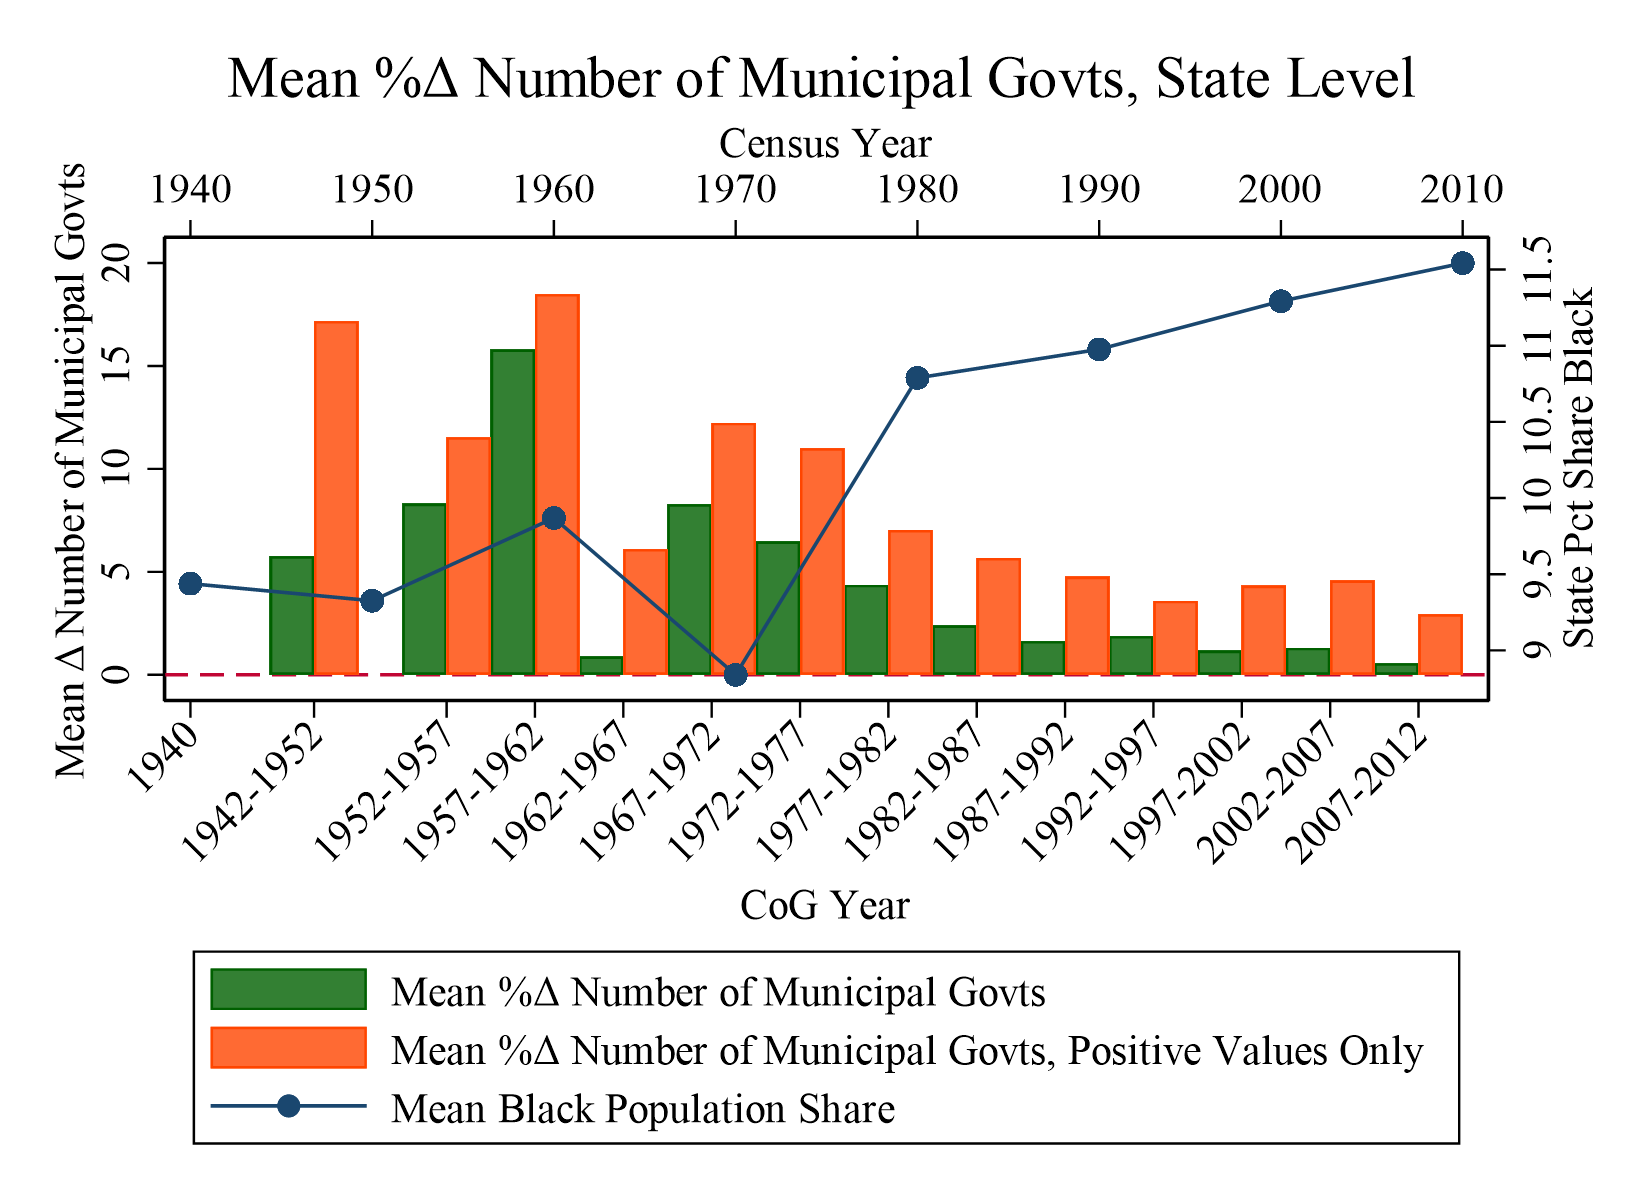 Mean %Δ Number of Municipal Govts, State Level
Census Year
1940 1950 1960 1970 1980 1990 2000 2010
Mean Δ Number of Municipal Govts
20
15
10
5
0
11.5
11
10.5
10
9.5
9
State Pct Share Black
1940 1942-1952 1952-1957 1957-1962 1962-1967 1967-1972 1972-1977 1977-1982 1982-1987 1987-1992 1992-1997 1997-2002 2002-2007 2007-2012
CoG Year
Mean %Δ Number of Municipal Govts
Mean %Δ Number of Municipal Govts, Positive Values Only
Mean Black Population Share